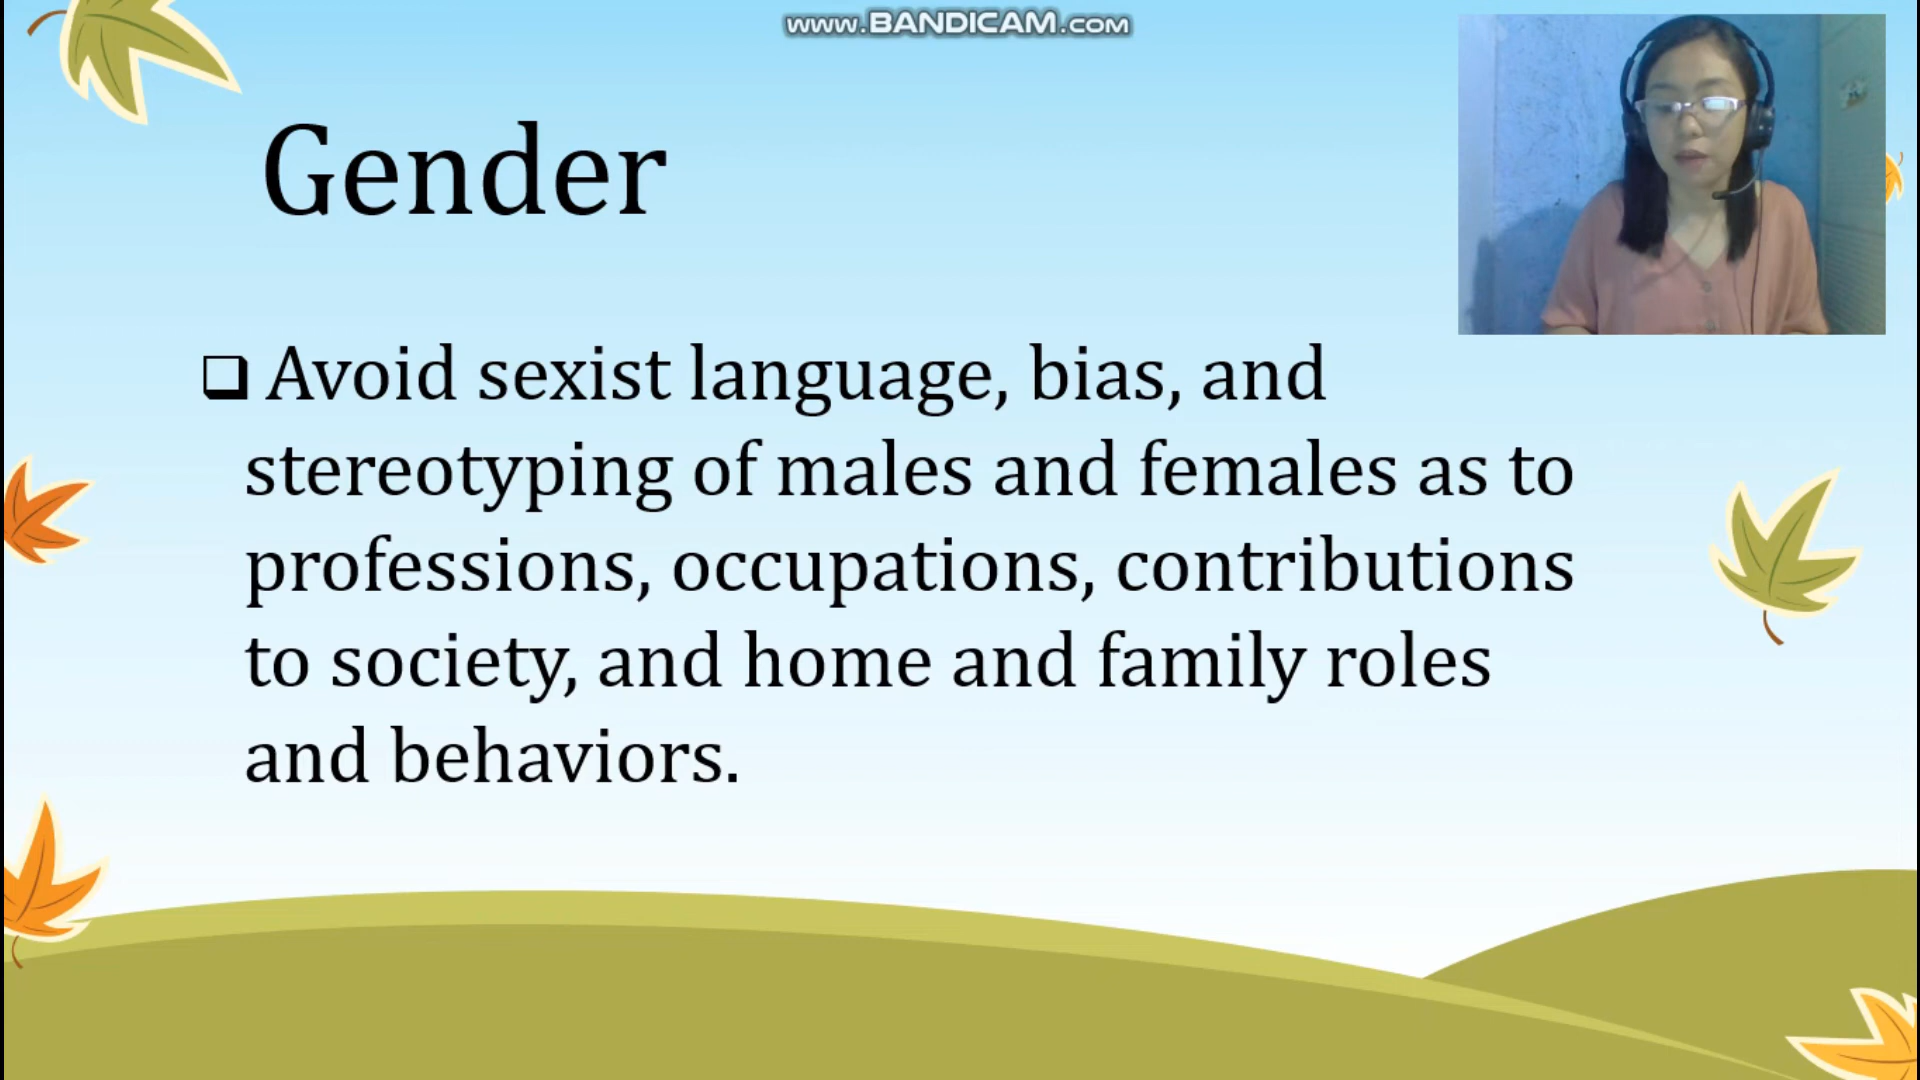 www.BANDICAM.com
Gender
Avoid sexist language, bias, and
stereotyping of males and females as to
professions, occupations, contributions
to society, and home and family roles
and behaviors.